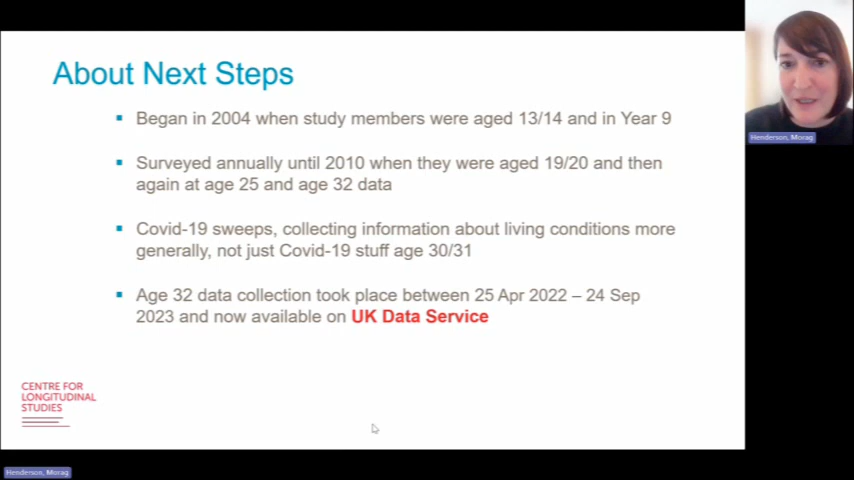 About Next Steps
Began in 2004 when study members were aged 13/14 and in Year 9
Surveyed annually until 2010 when they were aged 19/20 and then
again at age 25 and age 32 data
Covid-19 sweeps, collecting information about living conditions more
generally, not just Covid-19 stuff age 30/31
Age 32 data collection took place between 25 Apr 2022 – 24 Sep
2023 and now available on UK Data Service
CENTRE FOR
LONGITUDINAL
STUDIES
Henderson, Morag
Henderson, Morag